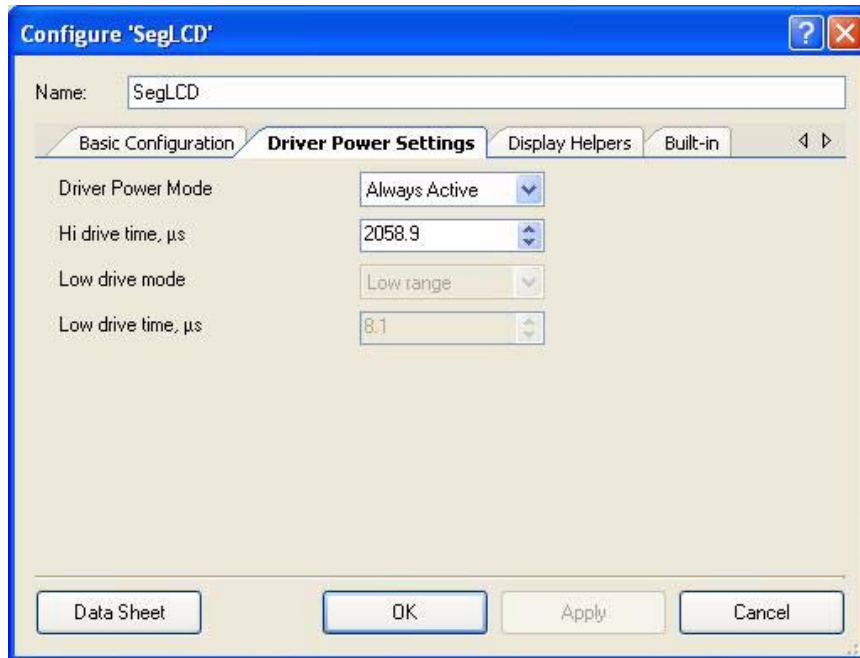 Configure 'SegLCD'
Name: SegLCD
Basic Configuration Driver Power Settings Display Helpers Built-in
Driver Power Mode Always Active
Hi drive time, µs 2058.9
Low drive mode Low range
Low drive time, µs 8.1
Data Sheet OK Apply Cancel